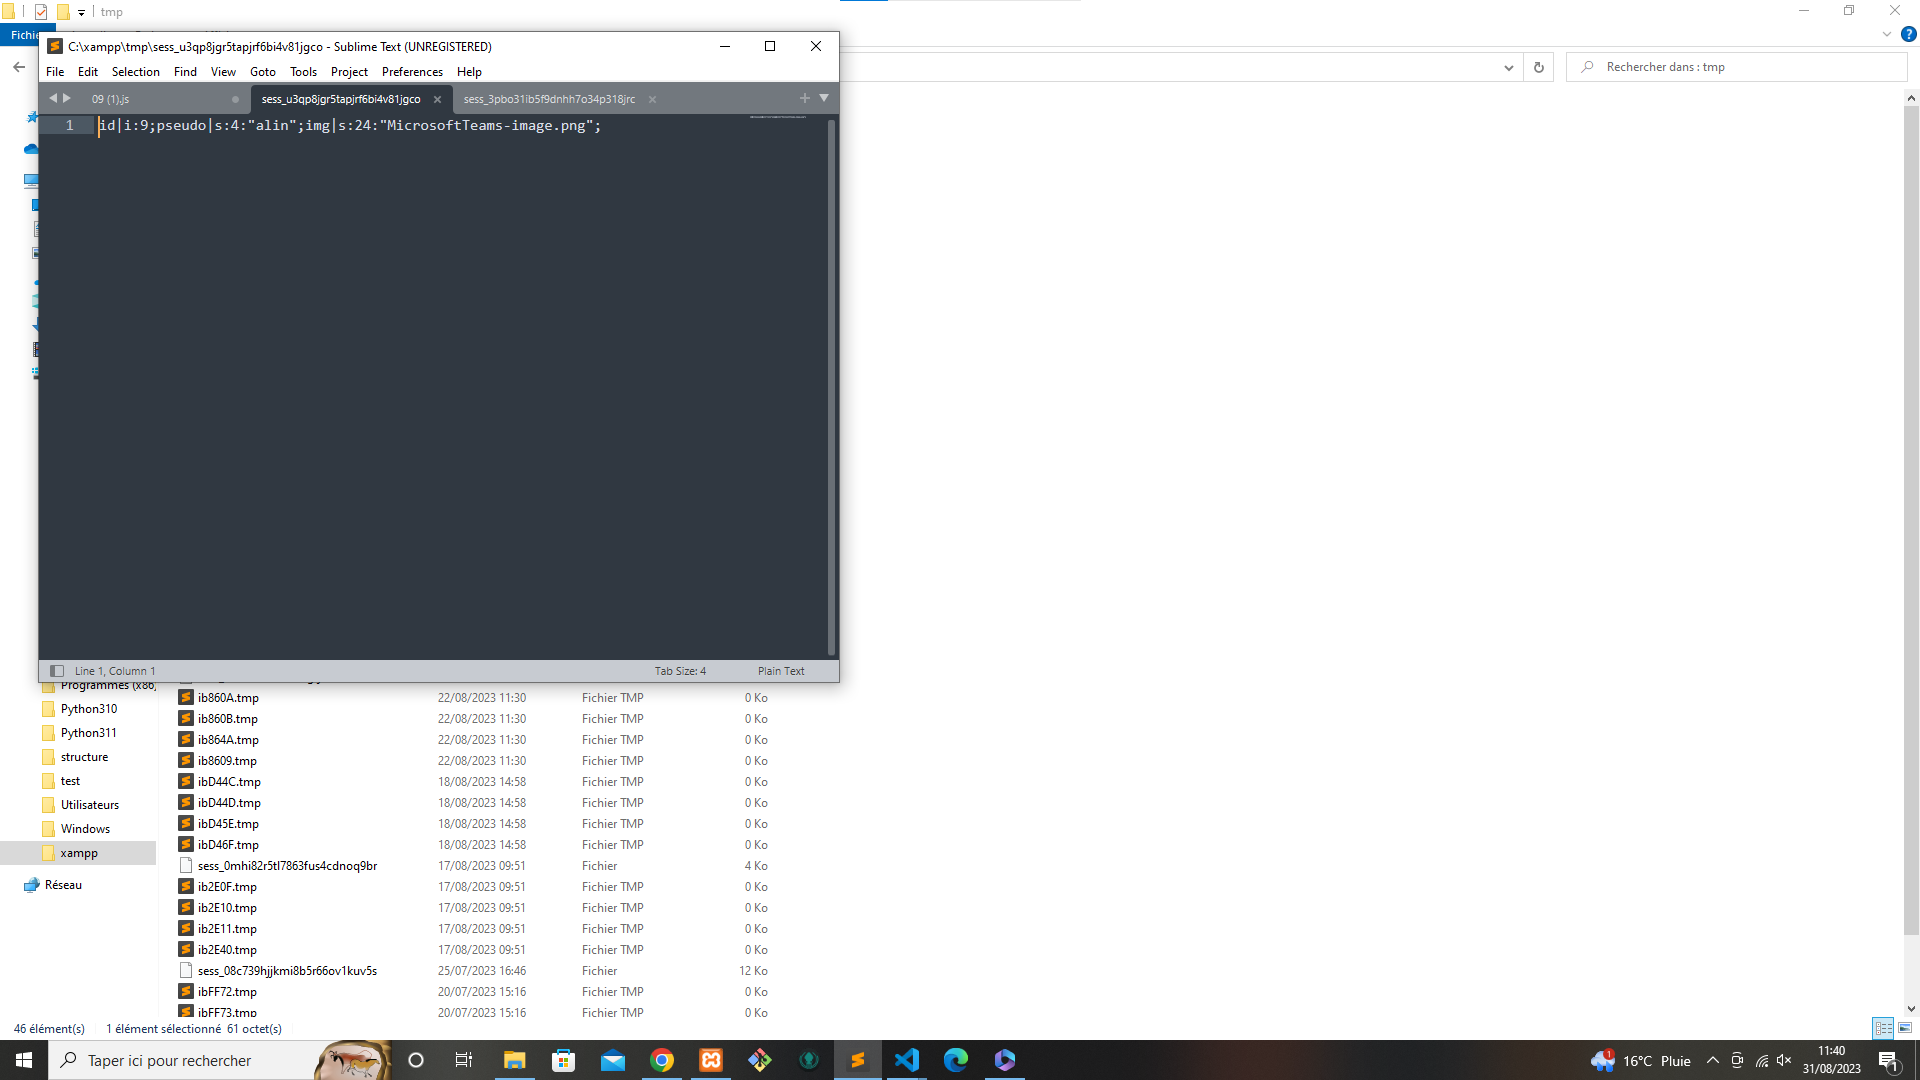 tmp
Fichie
C:\xampp\tmp\sess_u3qp8jgr5tapjrf6bi4v81jgco - Sublime Text (UNREGISTERED)
File Edit Selection Find View Goto Tools Project Preferences Help
Rechercher dans : tmp
09 (1).js sess_u3qp8jgr5tapjrf6bi4v81jgco sess_3pbo31ib5f9dnhh7o34p318jrc
1 id|i:9;pseudo|s:4:"alin";img|s:24:"MicrosoftTeams-image.png";
Line 1, Column 1 Tab Size: 4 Plain Text
Programmes (x86)
Python310
Python311
structure
test
Utilisateurs
Windows
xampp
Réseau
ib860A.tmp 22/08/2023 11:30 Fichier TMP 0 Ko
ib860B.tmp 22/08/2023 11:30 Fichier TMP 0 Ko
ib864A.tmp 22/08/2023 11:30 Fichier TMP 0 Ko
ib8609.tmp 22/08/2023 11:30 Fichier TMP 0 Ko
ibD44C.tmp 18/08/2023 14:58 Fichier TMP 0 Ko
ibD44D.tmp 18/08/2023 14:58 Fichier TMP 0 Ko
ibD45E.tmp 18/08/2023 14:58 Fichier TMP 0 Ko
ibD46F.tmp 18/08/2023 14:58 Fichier TMP 0 Ko
sess_0mhi82r5tl7863fus4cdnoq9br 17/08/2023 09:51 Fichier 4 Ko
ib2E0F.tmp 17/08/2023 09:51 Fichier TMP 0 Ko
ib2E10.tmp 17/08/2023 09:51 Fichier TMP 0 Ko
ib2E11.tmp 17/08/2023 09:51 Fichier TMP 0 Ko
ib2E40.tmp 17/08/2023 09:51 Fichier TMP 0 Ko
sess_08c739hjjkmi8b5r66ov1kuv5s 25/07/2023 16:46 Fichier 12 Ko
ibFF72.tmp 20/07/2023 15:16 Fichier TMP 0 Ko
ibFF73.tmp 20/07/2023 15:16 Fichier TMP 0 Ko
46 élément(s) 1 élément sélectionné 61 octet(s)
Taper ici pour rechercher
1
16°C Pluie
11:40
31/08/2023
1